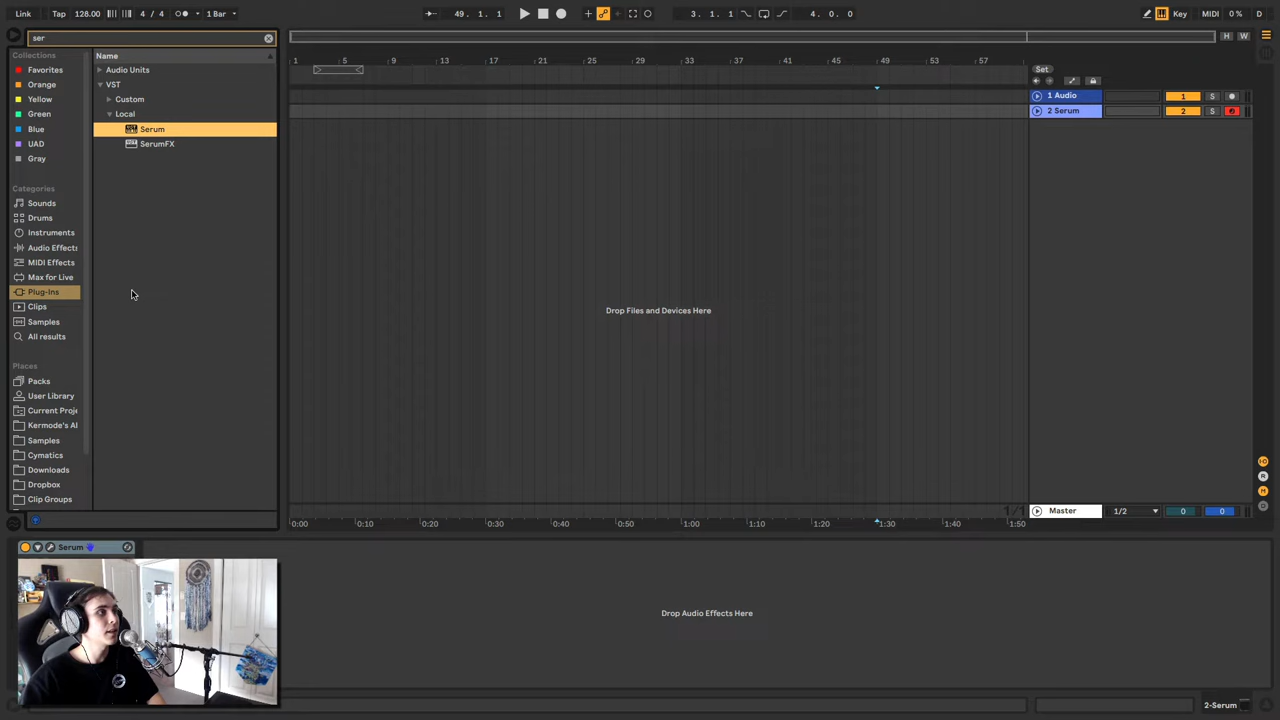 Link Tap 128.00 4 / 4 1 Bar 49. 1. 1 3. 1. 1 4. 0. 0 Key MIDI 0 % D
ser
H W
Collections
Favorites
Orange
Yellow
Green
Blue
UAD
Gray
Categories
Sounds
Drums
Instruments
Audio Effects
MIDI Effects
Max for Live
Plug-Ins
Clips
Samples
All results
Places
Packs
User Library
Current Proje
Kermode's Al
Samples
Cymatics
Downloads
Dropbox
Clip Groups
Name
Audio Units
VST
Custom
Local
Serum
SerumFX
1 5 9 13 17 21 25 29 33 37 41 45 49 53 57
Set
1 Audio 1 S
2 Serum 2 S
Drop Files and Devices Here
1/1
Master 1/2 0 0
0:00 0:10 0:20 0:30 0:40 0:50 1:00 1:10 1:20 1:30 1:40 1:50
Serum
Drop Audio Effects Here
2-Serum